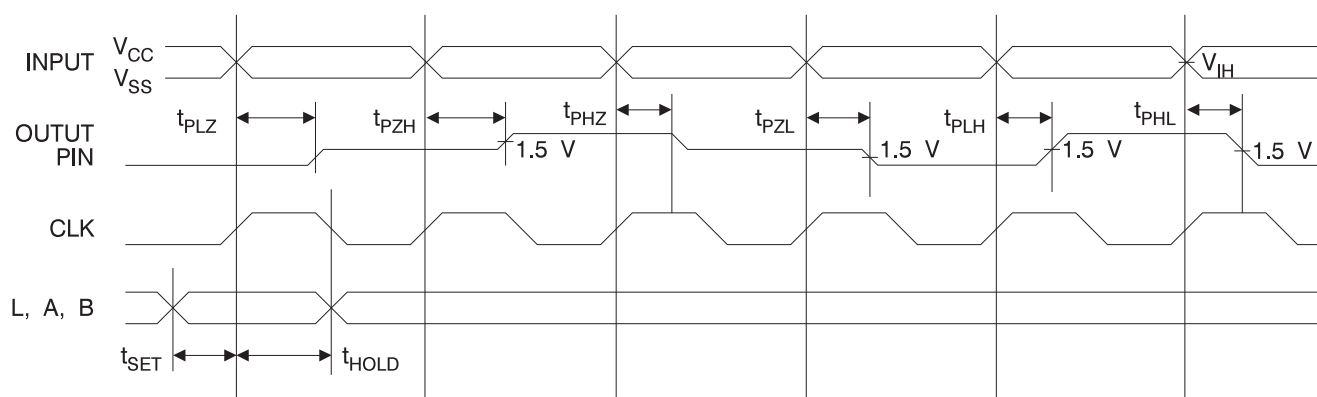 INPUT
VCC
VSS
VIH
tPLZ
tPZH
tPHZ
tPZL
tPLH
tPHL
OUTUT
PIN
1.5 V
1.5 V
1.5 V
1.5 V
CLK
L, A, B
tSET
tHOLD